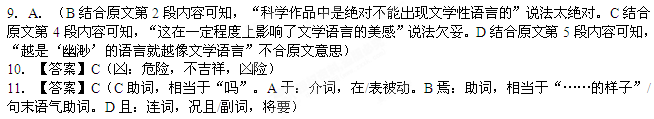 9. A. （B 结合原文第 2 段内容可知，“科学作品中是绝对不能出现文学性语言的”说法太绝对。C 结合
原文第 4 段内容可知，“这在一定程度上影响了文学语言的美感”说法欠妥。D 结合原文第 5 段内容可知，
“越是‘幽渺’的语言就越像文学语言”不合原文意思）
10. 【答案】C（凶：危险，不吉祥，凶险）
11. 【答案】C（C 助词，相当于“吗”。A 于：介词，在/表被动。B 焉：助词，相当于“……的样子”/
句末语气助词。D 且：连词，况且/副词，将要）